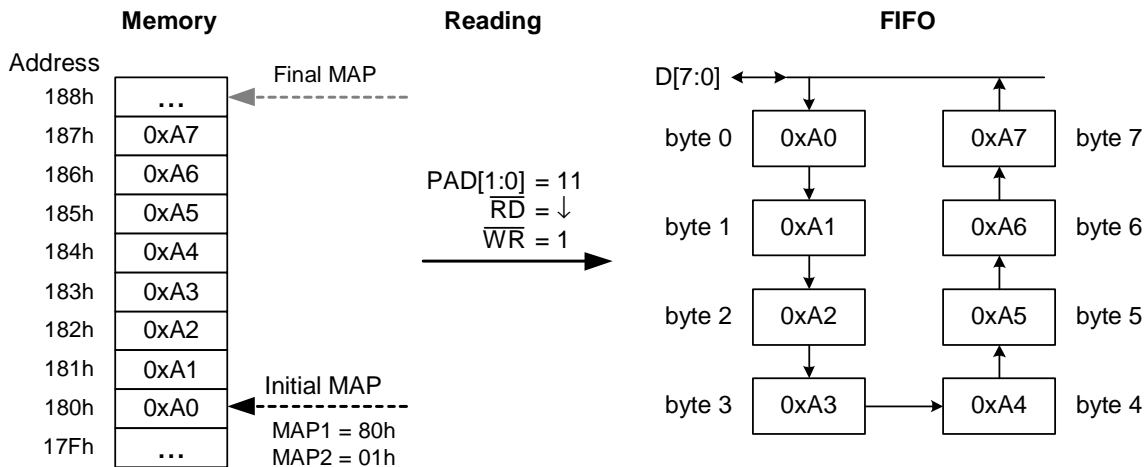 Memory
Reading
FIFO
Address
188h
...
187h
0xA7
186h
0xA6
185h
0xA5
184h
0xA4
183h
0xA3
182h
0xA2
181h
0xA1
180h
0xA0
17Fh
...
Final MAP
Initial MAP
MAP1 = 80h
MAP2 = 01h
PAD[1:0] = 11
RD = ↓
WR = 1
D[7:0]
byte 0
0xA0
0xA7
byte 7
byte 1
0xA1
0xA6
byte 6
byte 2
0xA2
0xA5
byte 5
byte 3
0xA3
0xA4
byte 4